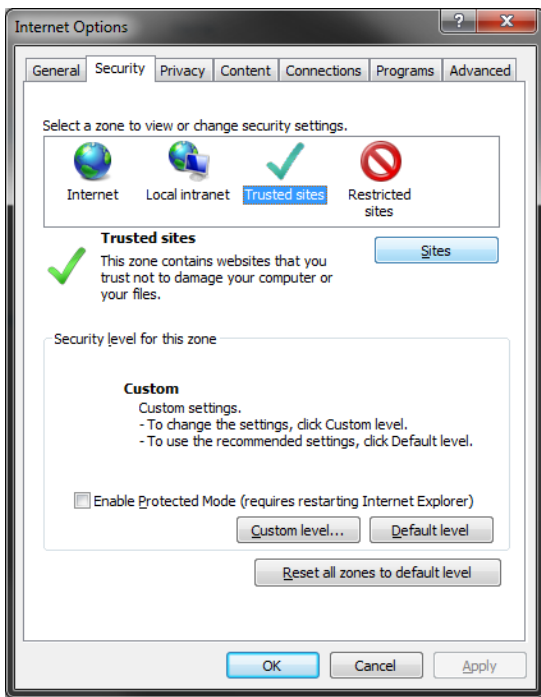 Internet Options
?
X
General Security Privacy Content Connections Programs Advanced
Select a zone to view or change security settings.
Internet Local intranet Trusted sites Restricted
sites
Trusted sites
Sites
This zone contains websites that you
trust not to damage your computer or
your files.
Security level for this zone
Custom
Custom settings.
- To change the settings, click Custom level.
- To use the recommended settings, click Default level.
Enable Protected Mode (requires restarting Internet Explorer)
Custom level... Default level
Reset all zones to default level
OK Cancel Apply